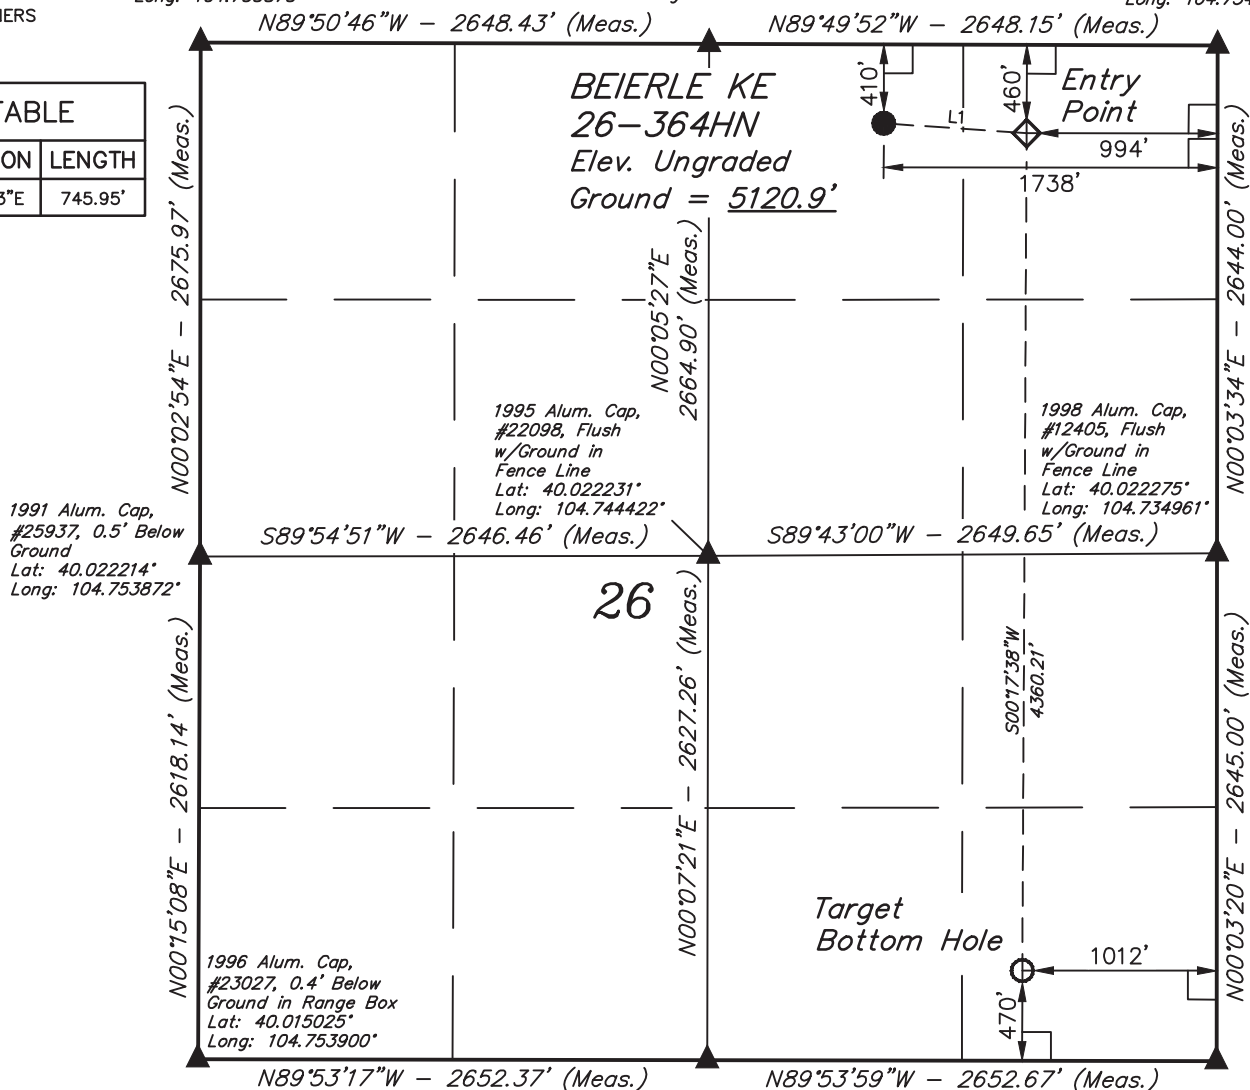 N89°50'46"W - 2648.43' (Meas.)
N89°49'52"W - 2648.15' (Meas.)
TABLE
LENGTH
745.95'
BEIERLE KE
26-364HN
Elev. Ungraded
Ground = 5120.9'
410'
460'
Entry
Point
L1
994'
1738'
N00°02'54"E - 2675.97' (Meas.)
N00°05'27"E
2664.90' (Meas.)
N00°03'34"E - 2644.00' (Meas.)
1995 Alum. Cap,
#22098, Flush
w/Ground in
Fence Line
Lat: 40.022231°
Long: 104.744422°
1998 Alum. Cap,
#12405, Flush
w/Ground in
Fence Line
Lat: 40.022275°
Long: 104.734961°
1991 Alum. Cap,
#25937, 0.5' Below
Ground
Lat: 40.022214°
Long: 104.753872°
S89°54'51"W - 2646.46' (Meas.)
S89°43'00"W - 2649.65' (Meas.)
26
N00°15'08"E - 2618.14' (Meas.)
N00°07'21"E - 2627.26' (Meas.)
S00°17'38"W
4360.21'
N00°03'20"E - 2645.00' (Meas.)
Target
Bottom Hole
1012'
470'
1996 Alum. Cap,
#23027, 0.4' Below
Ground in Range Box
Lat: 40.015025°
Long: 104.753900°
N89°53'17"W - 2652.37' (Meas.)
N89°53'59"W - 2652.67' (Meas.)